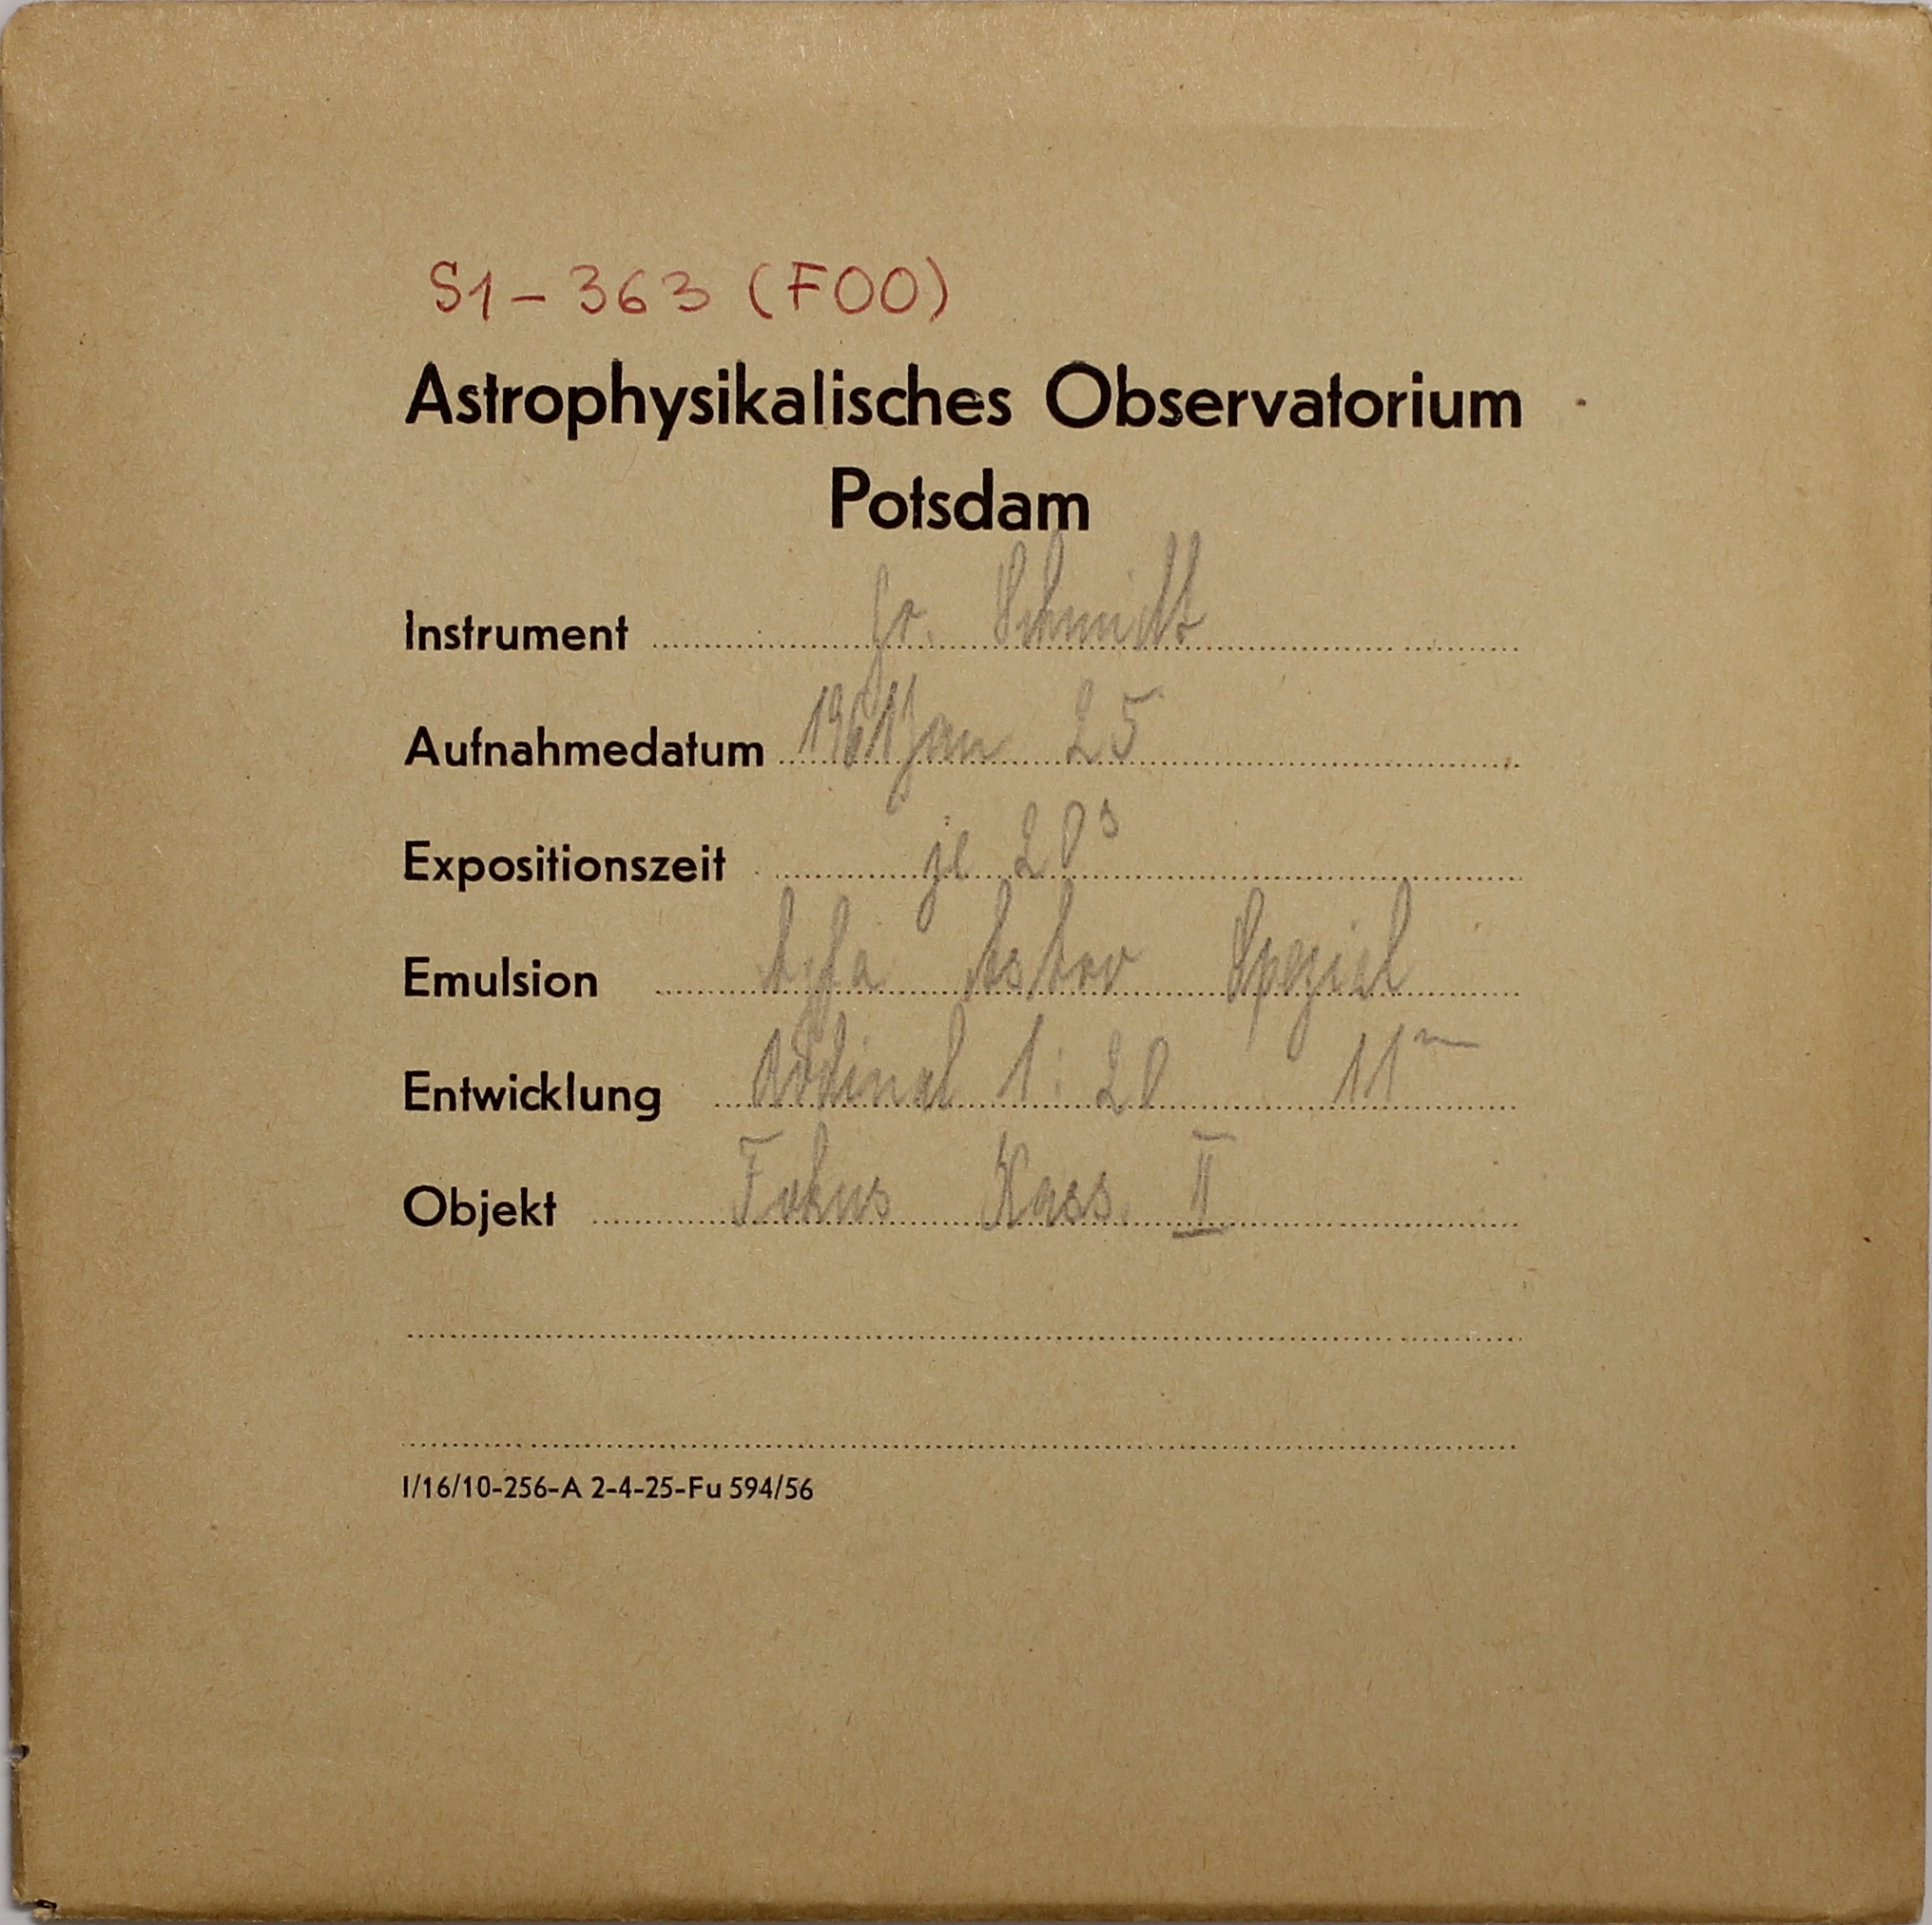 S1 – 363 (F00)
Astrophysikalisches Observatorium
Potsdam
Instrument gr. Schmidt
Aufnahmedatum 1961 Jan 25
Expositionszeit je 20ˢ
Emulsion Agfa Astro Spezial
Entwicklung Rodinal 1:20 11ᵐ
Objekt Fokus Kass. II
I/16/10-256-A 2-4-25-Fu 594/56